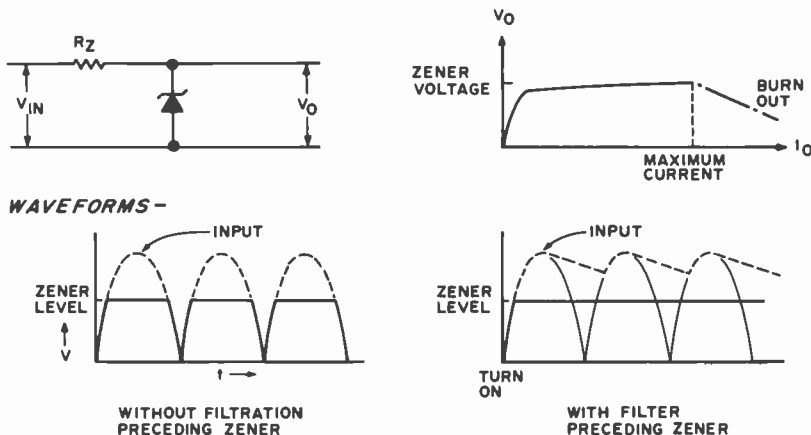 RZ
VIN
VO
VO
ZENER
VOLTAGE
BURN
OUT
IO
MAXIMUM
CURRENT
WAVEFORMS-
INPUT
ZENER
LEVEL
V
t
WITHOUT FILTRATION
PRECEDING ZENER
INPUT
ZENER
LEVEL
TURN
ON
WITH FILTER
PRECEDING ZENER